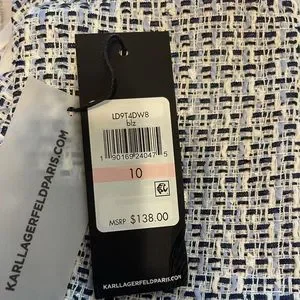 LD9T4DW8
blz
1 90169 24047 5
10
MSRP $138.00
KARLLAGERFELDPARIS.COM
KARLLAGERFELDPARIS.COM